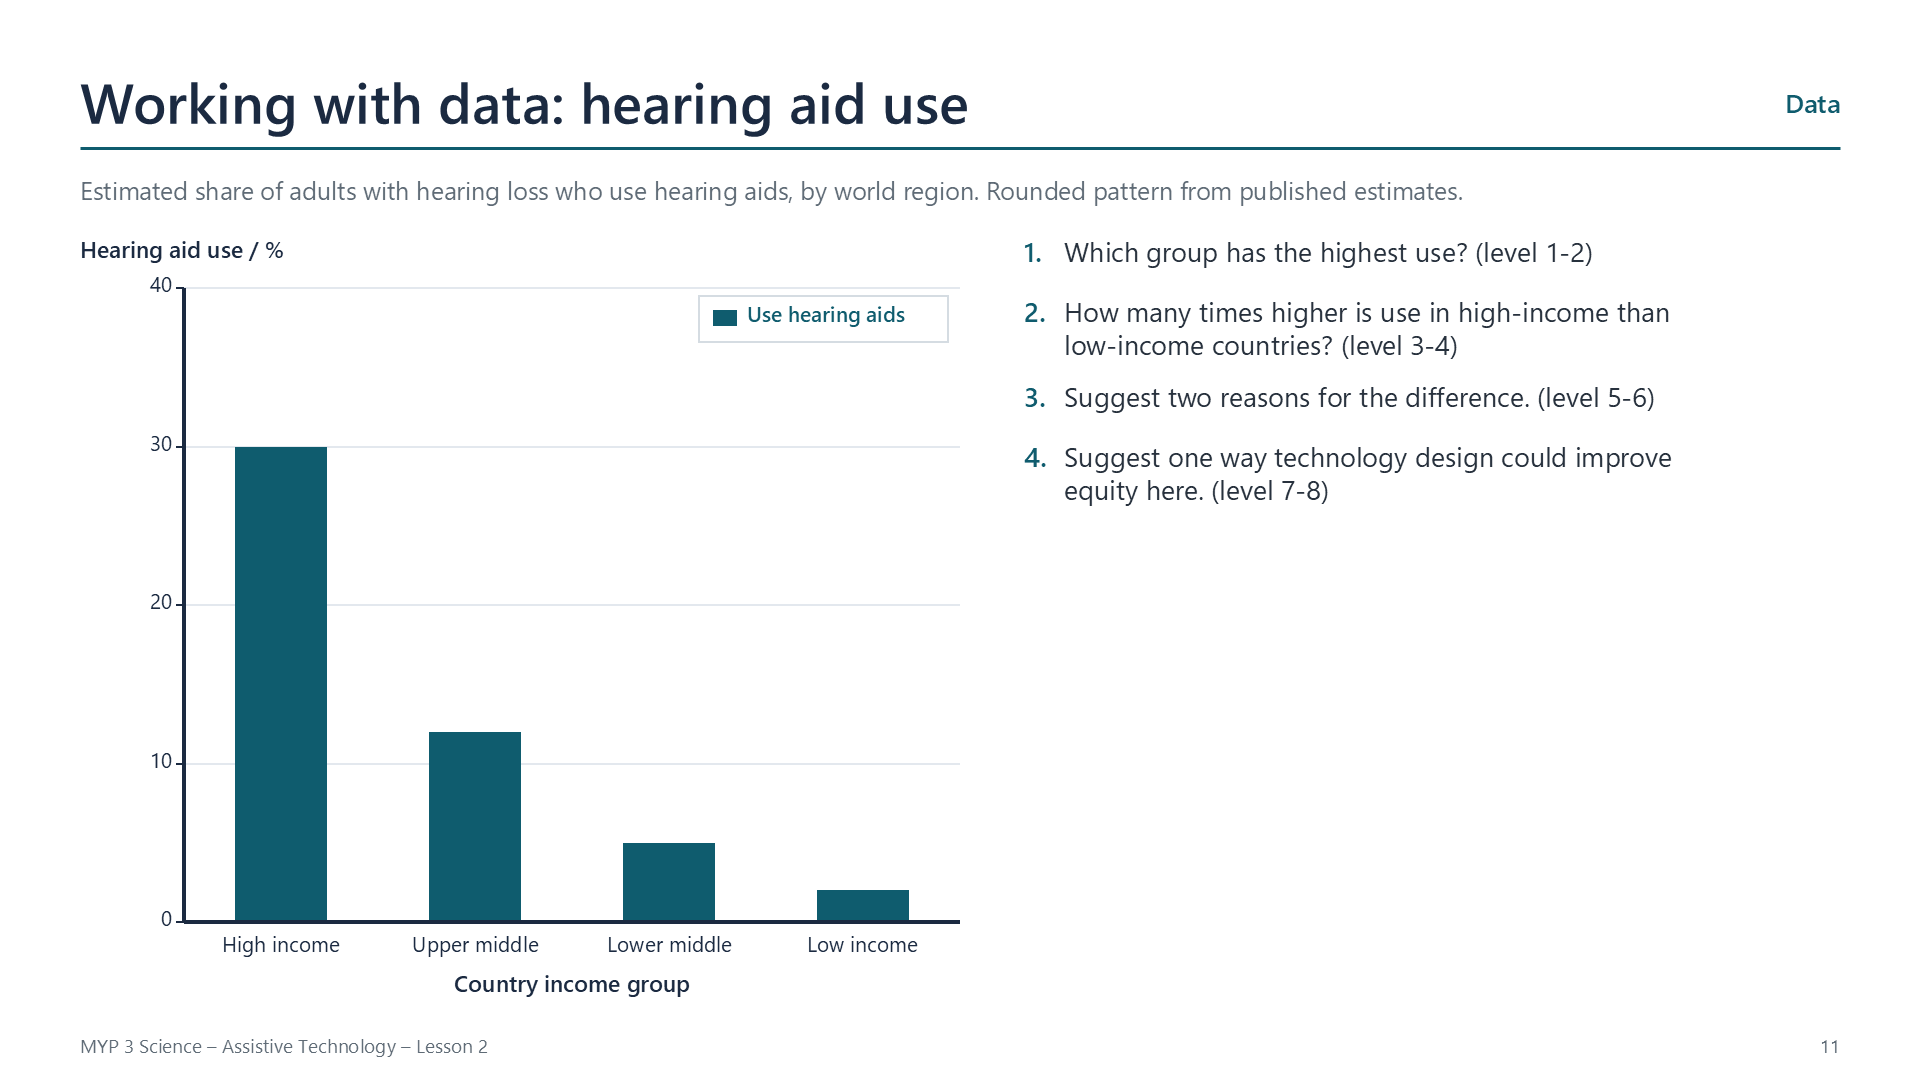 Working with data: hearing aid use
Data
Estimated share of adults with hearing loss who use hearing aids, by world region. Rounded pattern from published estimates.
Hearing aid use / %
40
30
20
10
0
Use hearing aids
High income
Upper middle
Lower middle
Low income
Country income group
1. Which group has the highest use? (level 1-2)
2. How many times higher is use in high-income than
low-income countries? (level 3-4)
3. Suggest two reasons for the difference. (level 5-6)
4. Suggest one way technology design could improve
equity here. (level 7-8)
MYP 3 Science – Assistive Technology – Lesson 2
11